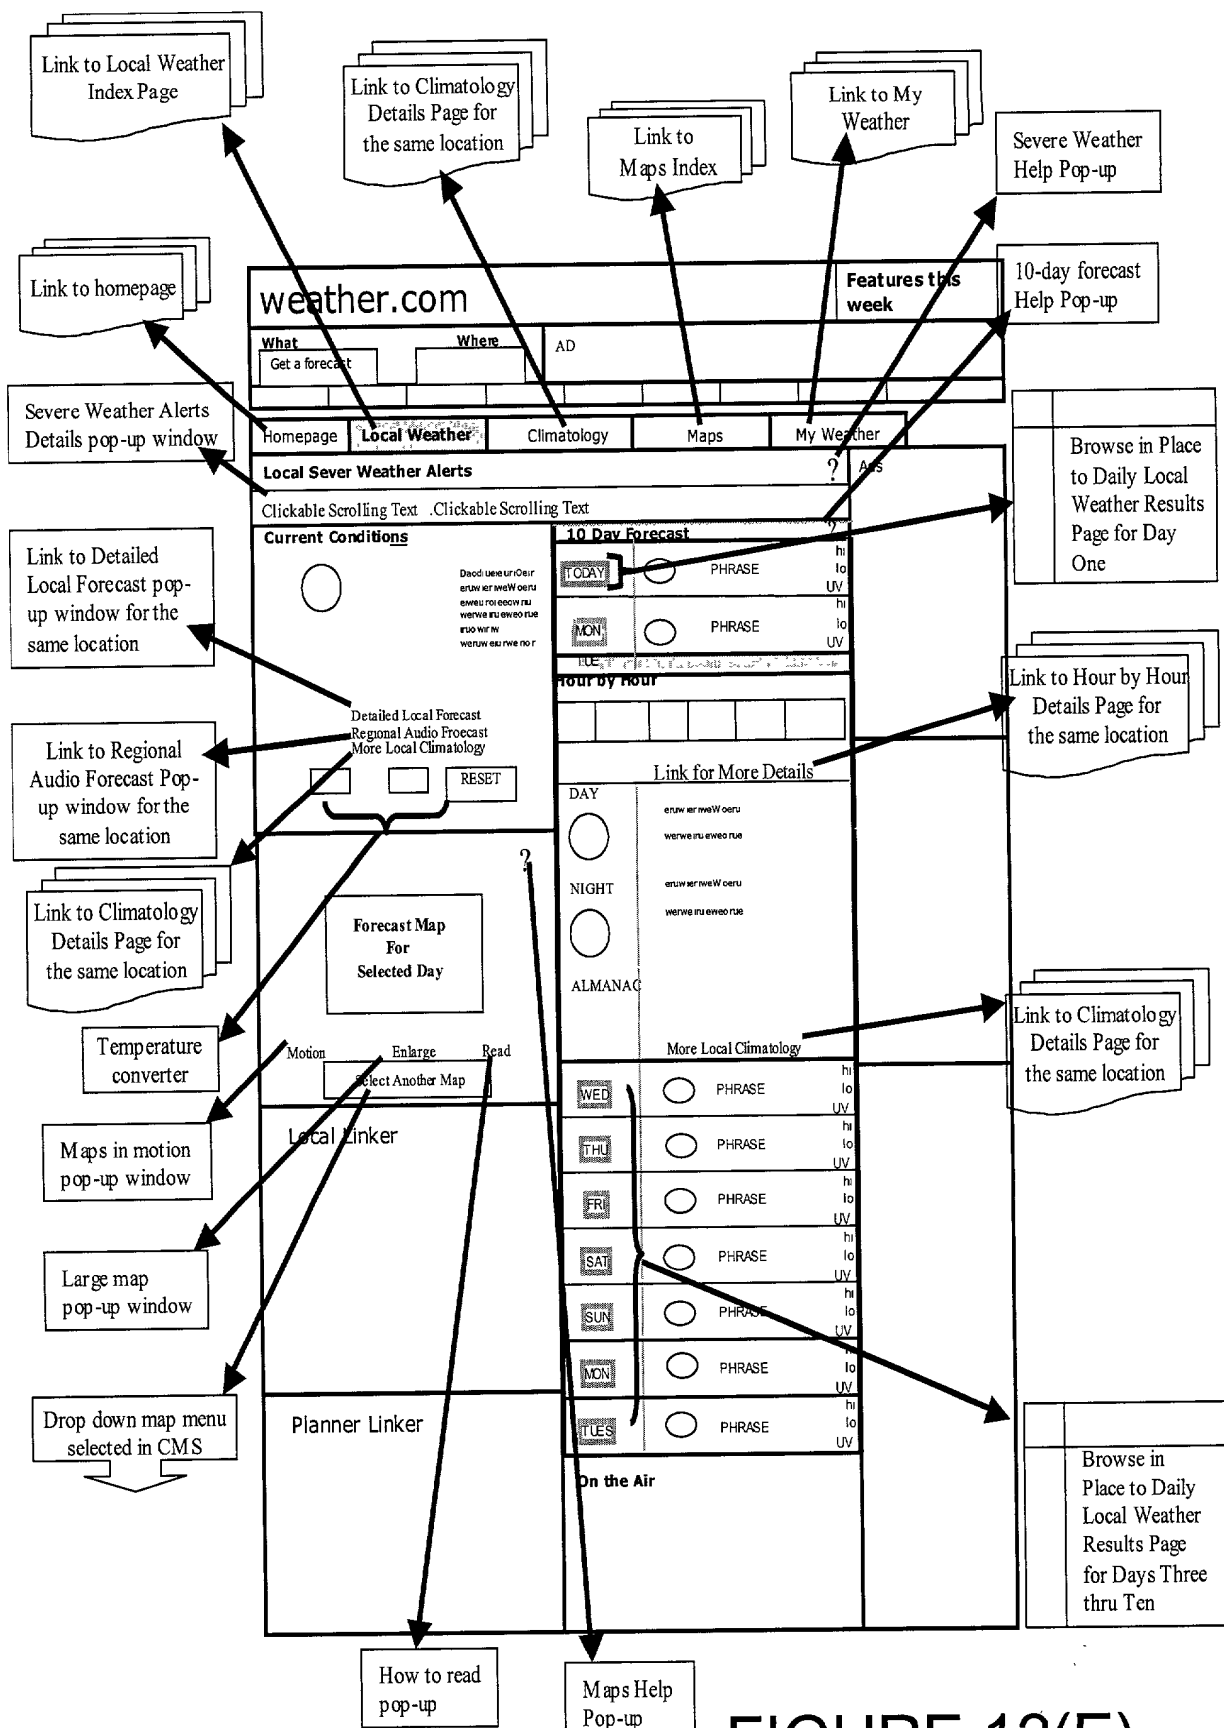 Link to Local Weather
Index Page
Link to Climatology
Details Page for
the same location
Link to
Maps Index
Link to My
Weather
Severe Weather
Help Pop-up
Link to homepage
10-day forecast
Help Pop-up
weather.com
Features this
week
What
Where
AD
Get a forecast
Severe Weather Alerts
Details pop-up window
Homepage
Local Weather
Climatology
Maps
My Weather
Local Sever Weather Alerts
?
Clickable Scrolling Text .Clickable Scrolling Text
Browse in Place
to Daily Local
Weather Results
Page for Day
One
Current Conditions
10 Day Forecast
?
TODAY
PHRASE
hi
lo
UV
MON
PHRASE
hi
lo
UV
TUE
Hour by Hour
Link to Detailed
Local Forecast pop-
up window for the
same location
Detailed Local Forecast
Regional Audio Froecast
More Local Climatology
RESET
Link to Regional
Audio Forecast Pop-
up window for the
same location
Link to Hour by Hour
Details Page for
the same location
Link for More Details
DAY
NIGHT
ALMANAC
More Local Climatology
?
Link to Climatology
Details Page for
the same location
Forecast Map
For
Selected Day
Link to Climatology
Details Page for
the same location
Temperature
converter
Motion
Enlarge
Read
Select Another Map
Maps in motion
pop-up window
Local Linker
WED
PHRASE
hi
lo
UV
THU
PHRASE
hi
lo
UV
FRI
PHRASE
hi
lo
UV
SAT
PHRASE
hi
lo
UV
SUN
PHRASE
hi
lo
UV
MON
PHRASE
hi
lo
UV
TUES
PHRASE
hi
lo
UV
Large map
pop-up window
Drop down map menu
selected in CMS
Planner Linker
On the Air
Browse in
Place to Daily
Local Weather
Results Page
for Days Three
thru Ten
How to read
pop-up
Maps Help
Pop-up